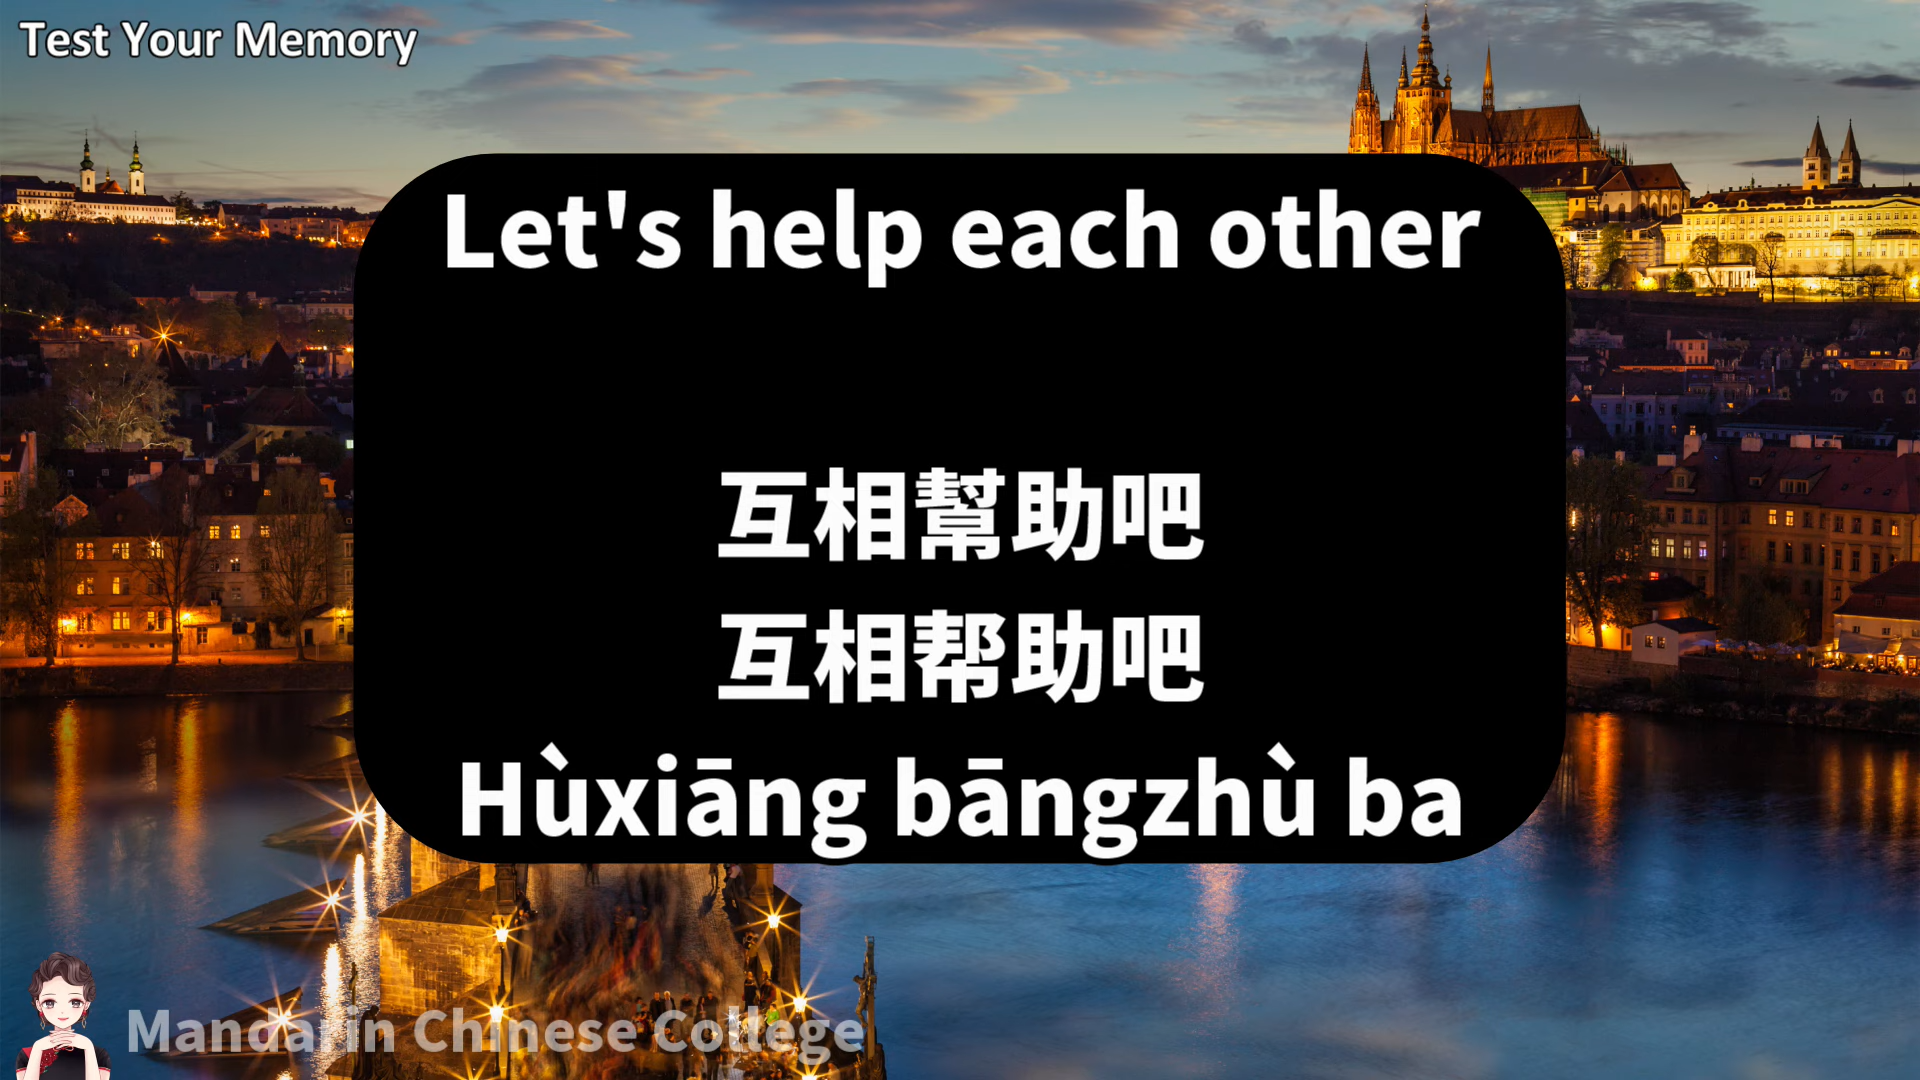 Test Your Memory
Let's help each other
互相幫助吧
互相帮助吧
Hùxiāng bāngzhù ba
Mandarin Chinese College